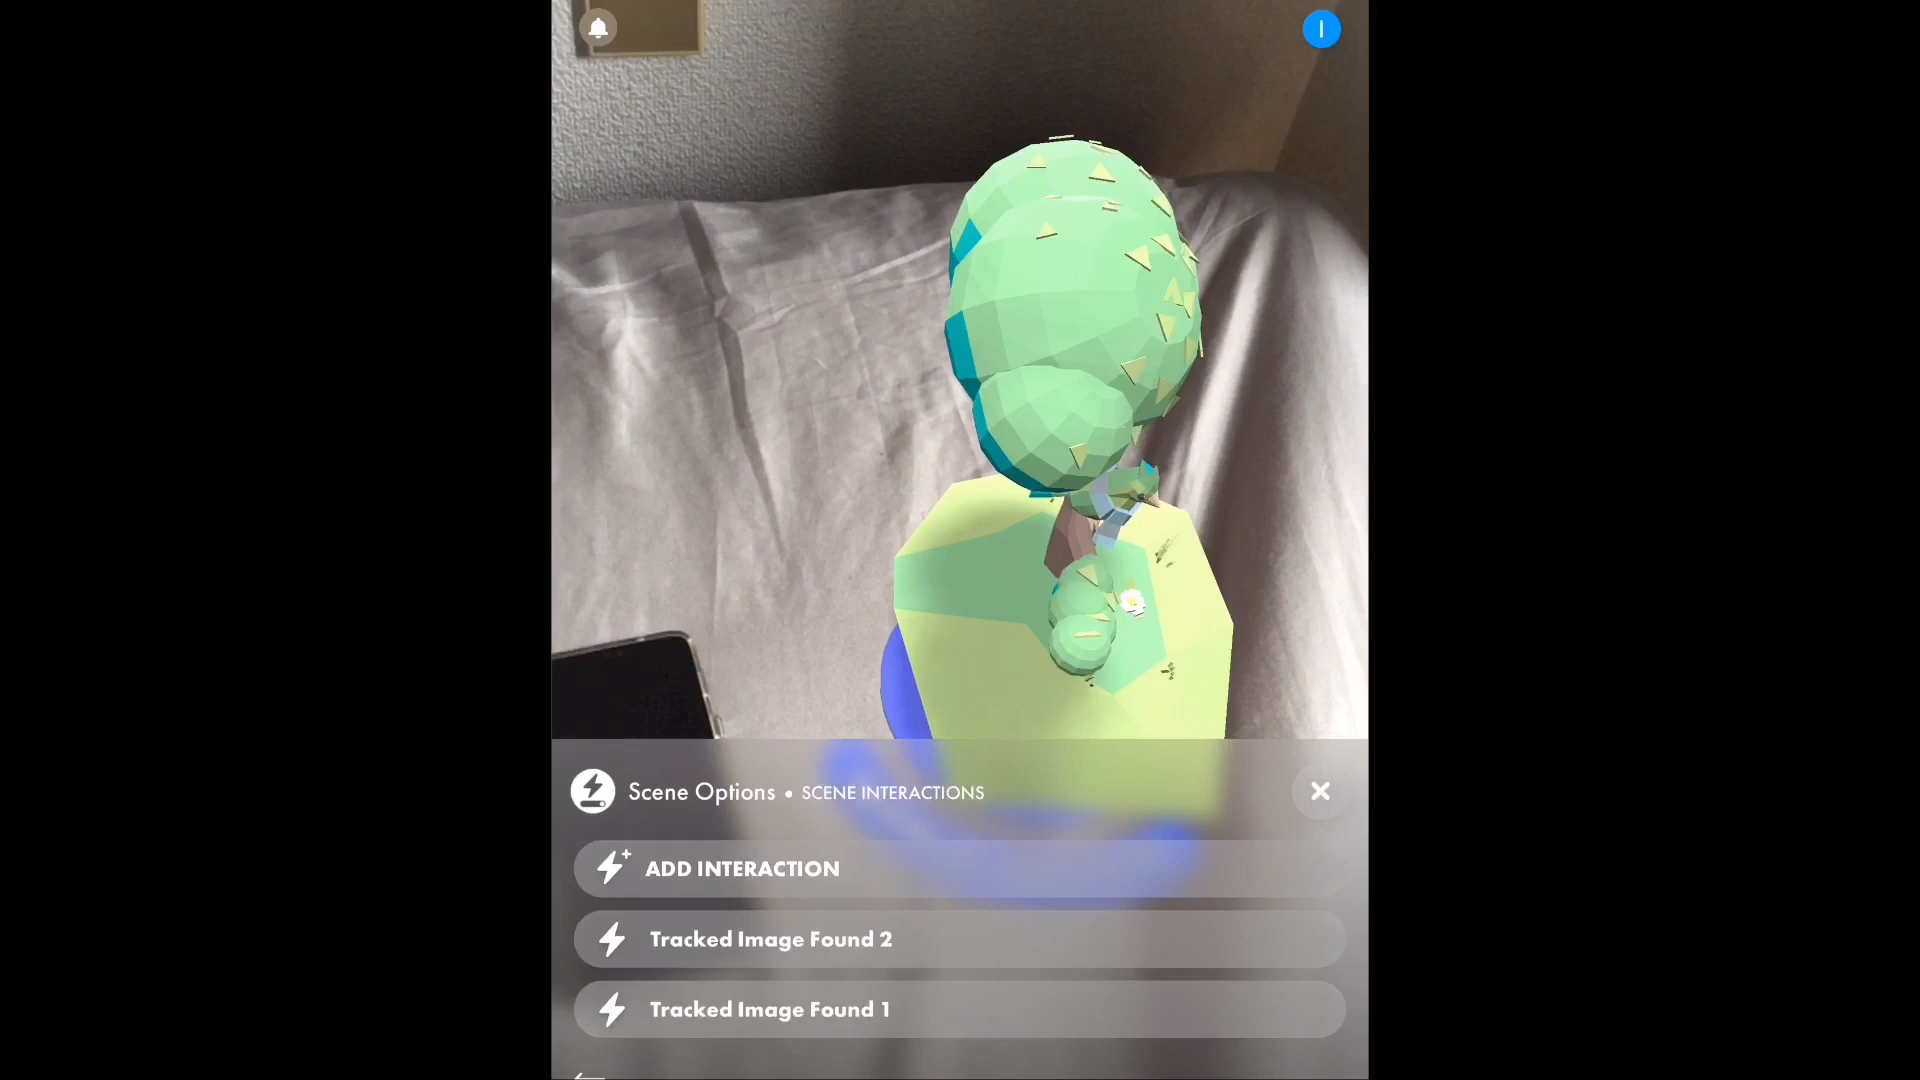 I
Scene Options • SCENE INTERACTIONS
ADD INTERACTION
Tracked Image Found 2
Tracked Image Found 1